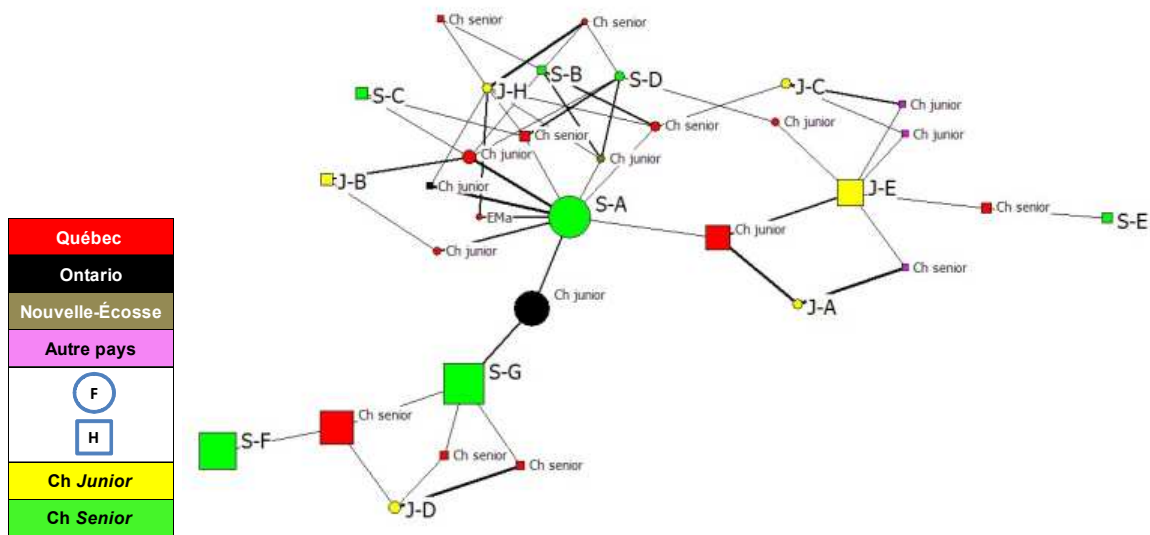 Ch senior
Ch senior
S-B
S-D
J-H
J-C
S-C
Ch junior
Ch senior
Ch junior
Ch senior
Ch junior
Ch junior
Ch junior
J-B
Ch junior
J-E
S-A
EMa
Ch senior
S-E
Ch junior
Ch junior
Ch senior
Ch junior
J-A
S-G
Ch senior
S-F
Ch senior
Ch senior
J-D
Québec
Ontario
Nouvelle-Écosse
Autre pays
F
H
Ch Junior
Ch Senior